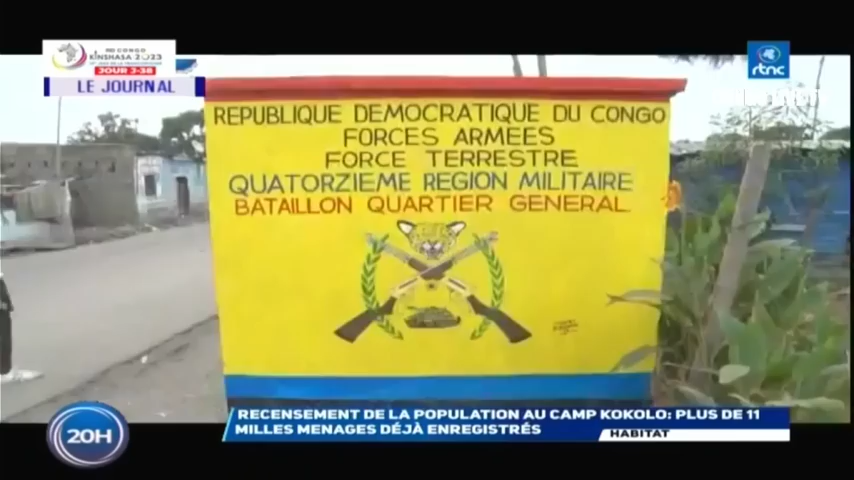 RD CONGO
KINSHASA 2023
JOUR J-38
LE JOURNAL
rtnc
REPUBLIQUE DEMOCRATIQUE DU CONGO
FORCES ARMEES
FORCE TERRESTRE
QUATORZIEME REGION MILITAIRE
BATAILLON QUARTIER GENERAL
20H
RECENSEMENT DE LA POPULATION AU CAMP KOKOLO: PLUS DE 11
MILLES MENAGES DÉJÀ ENREGISTRÉS
HABITAT